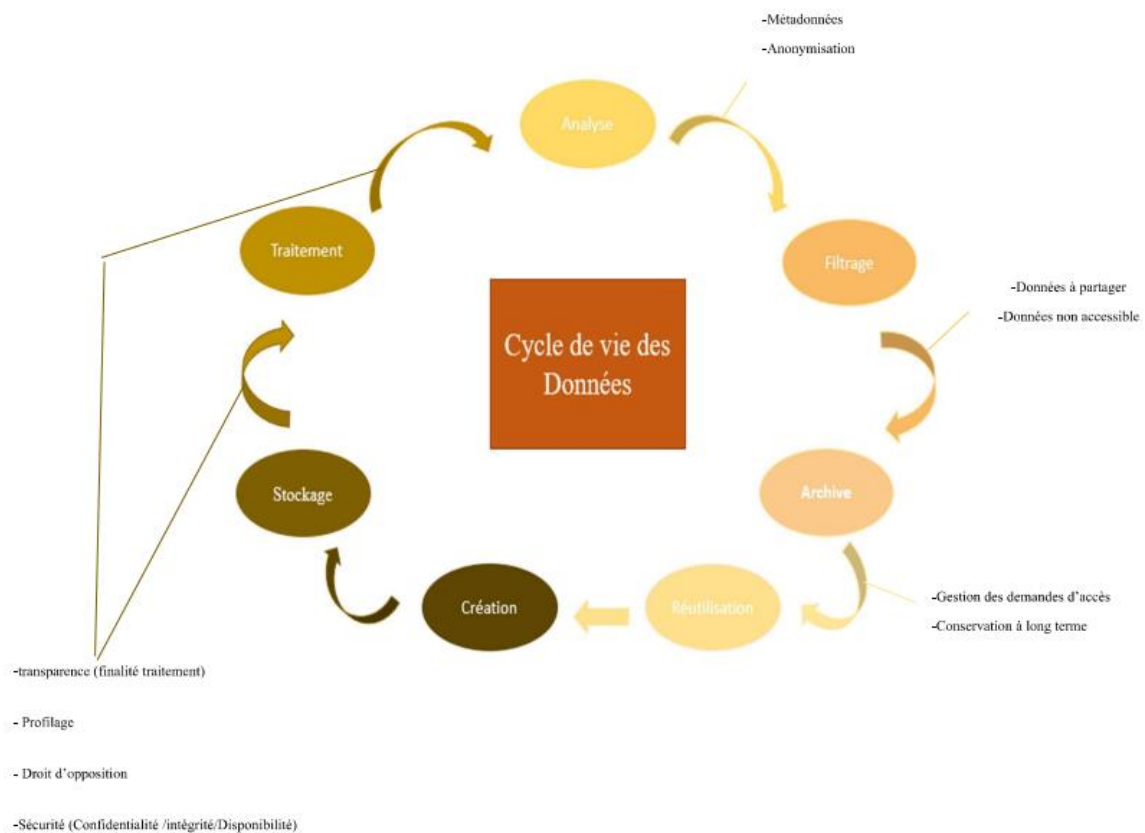 -Métadonnées
-Anonymisation
Analyse
Traitement
Filtrage
-Données à partager
-Données non accessible
Cycle de vie des
Données
Stockage
Archive
Création
Réutilisation
-Gestion des demandes d'accès
-Conservation à long terme
-transparence (finalité traitement)
- Profilage
- Droit d'opposition
-Sécurité (Confidentialité /intégrité/Disponibilité)